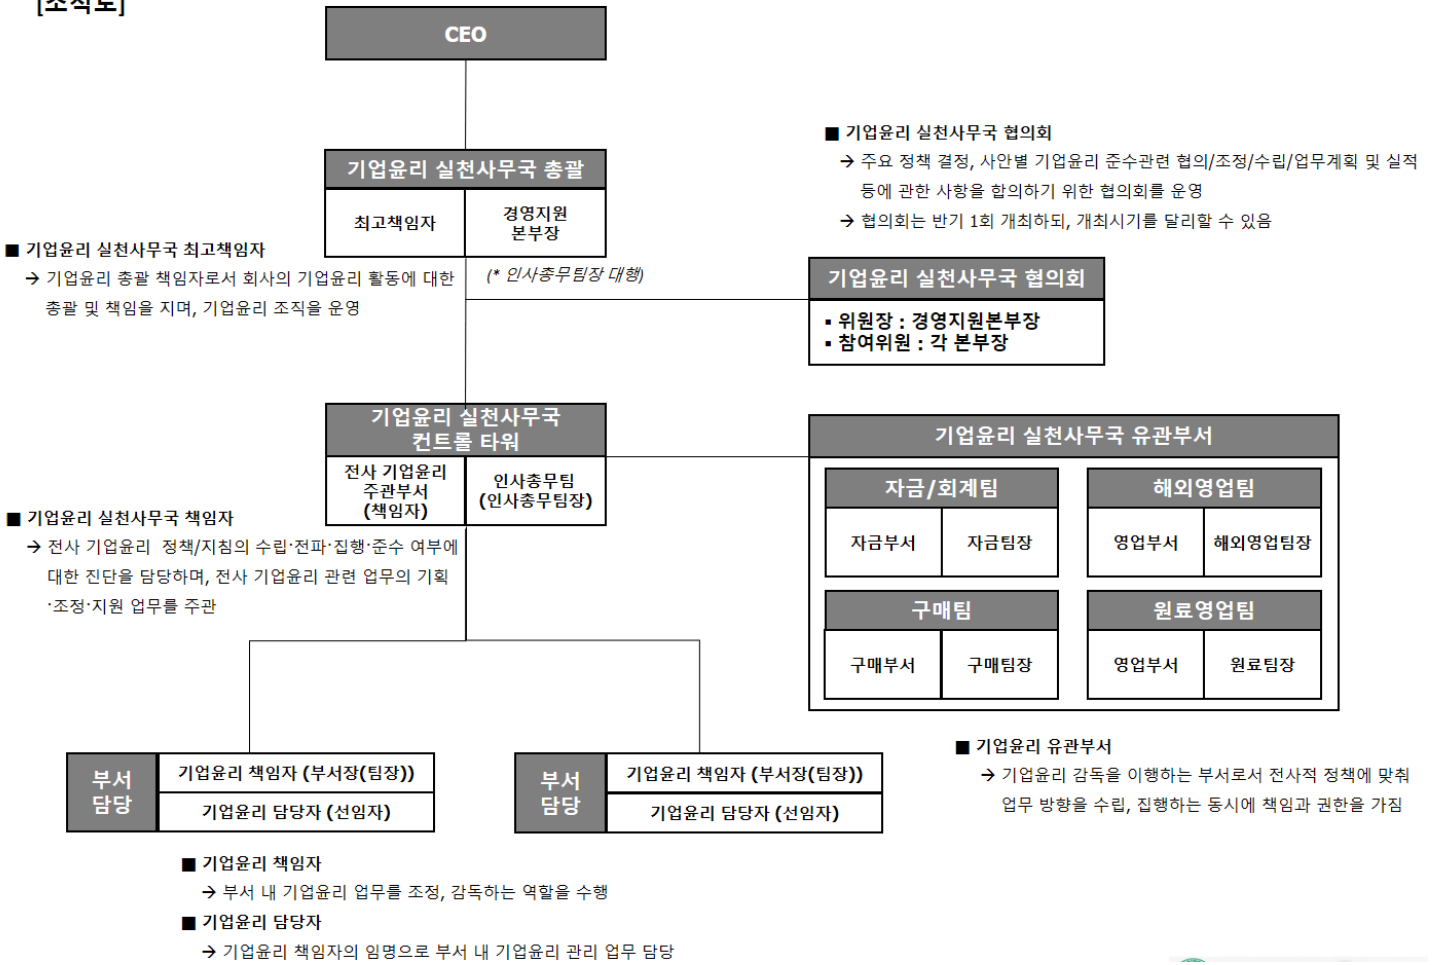 [조직도]
CEO
기업윤리 실천사무국 총괄
최고책임자
경영지원
본부장
(* 인사총무팀장 대행)
■ 기업윤리 실천사무국 최고책임자
→ 기업윤리 총괄 책임자로서 회사의 기업윤리 활동에 대한
총괄 및 책임을 지며, 기업윤리 조직을 운영
■ 기업윤리 실천사무국 협의회
→ 주요 정책 결정, 사안별 기업윤리 준수관련 협의/조정/수립/업무계획 및 실적
등에 관한 사항을 합의하기 위한 협의회를 운영
→ 협의회는 반기 1회 개최하되, 개최시기를 달리할 수 있음
기업윤리 실천사무국 협의회
▪ 위원장 : 경영지원본부장
▪ 참여위원 : 각 본부장
기업윤리 실천사무국
컨트롤 타워
전사 기업윤리
주관부서
(책임자)
인사총무팀
(인사총무팀장)
■ 기업윤리 실천사무국 책임자
→ 전사 기업윤리 정책/지침의 수립·전파·집행·준수 여부에
대한 진단을 담당하며, 전사 기업윤리 관련 업무의 기획
·조정·지원 업무를 주관
기업윤리 실천사무국 유관부서
자금/회계팀
자금부서
자금팀장
해외영업팀
영업부서
해외영업팀장
구매팀
구매부서
구매팀장
원료영업팀
영업부서
원료팀장
■ 기업윤리 유관부서
→ 기업윤리 감독을 이행하는 부서로서 전사적 정책에 맞춰
업무 방향을 수립, 집행하는 동시에 책임과 권한을 가짐
부서
담당
기업윤리 책임자 (부서장(팀장))
기업윤리 담당자 (선임자)
부서
담당
기업윤리 책임자 (부서장(팀장))
기업윤리 담당자 (선임자)
■ 기업윤리 책임자
→ 부서 내 기업윤리 업무를 조정, 감독하는 역할을 수행
■ 기업윤리 담당자
→ 기업윤리 책임자의 임명으로 부서 내 기업윤리 관리 업무 담당